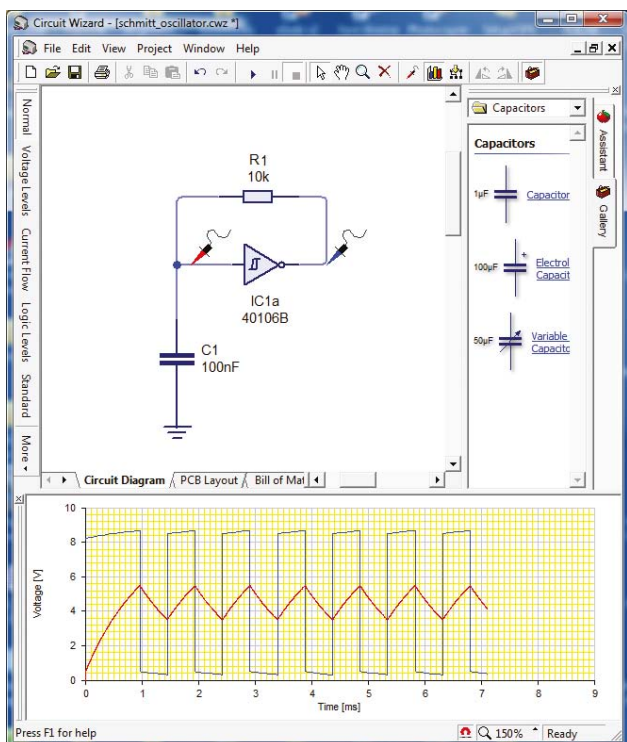 Circuit Wizard - [schmitt_oscillator.cwz *]
File Edit View Project Window Help
Normal
Voltage Levels
Current Flow
Logic Levels
Standard
More
R1
10k
IC1a
40106B
C1
100nF
Capacitors
Capacitors
1µF Capacitor
100µF Electrol
Capacit
50µF Variable
Capacitc
Assistant
Gallery
Circuit Diagram PCB Layout Bill of Mat
Voltage [V]
10
8
6
4
2
0
0 1 2 3 4 5 6 7 8 9
Time [ms]
Press F1 for help
150% Ready